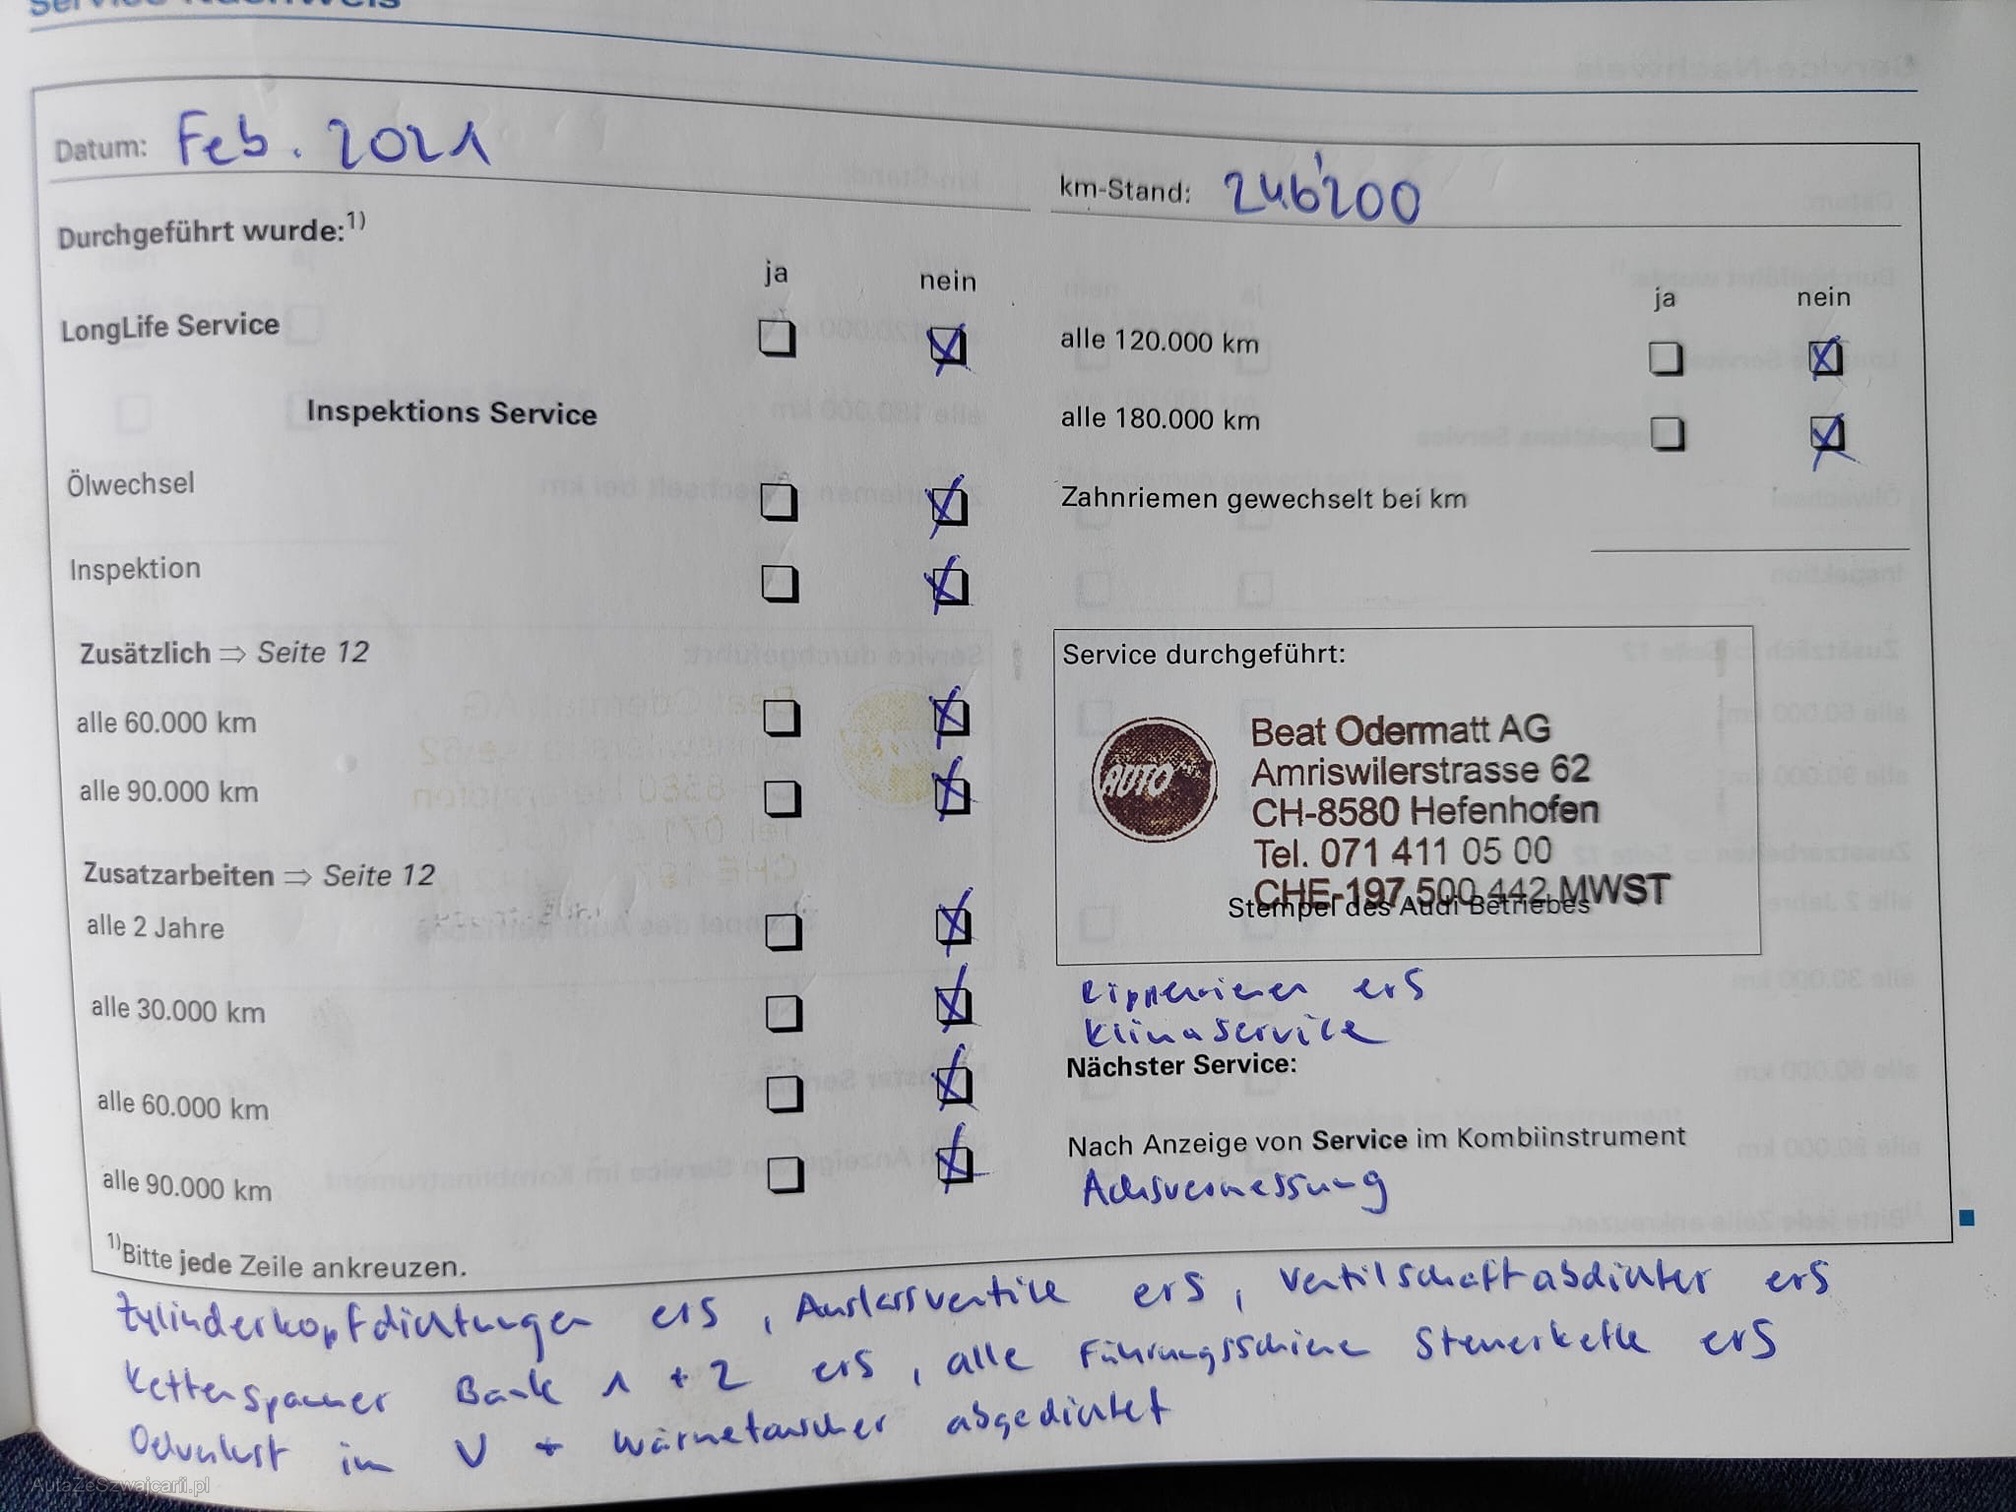 Service-Nachweis
Datum: Feb. 2021
km-Stand: 246'200
Durchgeführt wurde:1)
ja nein
LongLife Service
Inspektions Service
Ölwechsel
Inspektion
Zusätzlich ⇒ Seite 12
alle 60.000 km
alle 90.000 km
Zusatzarbeiten ⇒ Seite 12
alle 2 Jahre
alle 30.000 km
alle 60.000 km
alle 90.000 km
1)Bitte jede Zeile ankreuzen.
ja nein
alle 120.000 km
alle 180.000 km
Zahnriemen gewechselt bei km
Service durchgeführt:
AUTO
Beat Odermatt AG
Amriswilerstrasse 62
CH-8580 Hefenhofen
Tel. 071 411 05 00
CHE-197.500.442 MWST
Stempel des Audi Betriebes
Rippenriemen ers
Klimaservice
Nächster Service:
Nach Anzeige von Service im Kombiinstrument
Achsvermessung
Zylinderkopfdichtungen ers, Auslassventile ers, Ventilschaftabdichter ers
Kettenspanner Bank 1 + 2 ers, alle Führungsschiene Steuerkette ers
Oelverlust im V + Wärmetauscher abgedichtet
AutaZeSzwajcarii.pl